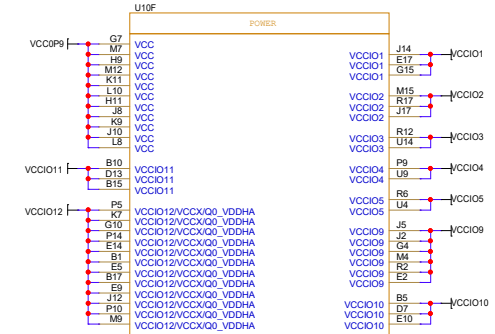 U10F
POWER
VCC0P9
G7 VCC
M7 VCC
H9 VCC
M12 VCC
K11 VCC
L10 VCC
H11 VCC
J8 VCC
K9 VCC
J10 VCC
L8 VCC
VCCIO11
B10 VCCIO11
D13 VCCIO11
B15 VCCIO11
VCCIO12
P5 VCCIO12/VCCX/Q0_VDDHA
K7 VCCIO12/VCCX/Q0_VDDHA
G10 VCCIO12/VCCX/Q0_VDDHA
P14 VCCIO12/VCCX/Q0_VDDHA
E14 VCCIO12/VCCX/Q0_VDDHA
B1 VCCIO12/VCCX/Q0_VDDHA
E5 VCCIO12/VCCX/Q0_VDDHA
B17 VCCIO12/VCCX/Q0_VDDHA
E9 VCCIO12/VCCX/Q0_VDDHA
J12 VCCIO12/VCCX/Q0_VDDHA
P10 VCCIO12/VCCX/Q0_VDDHA
M9 VCCIO12/VCCX/Q0_VDDHA
VCCIO1 J14 VCCIO1
VCCIO1 E17
VCCIO1 G15
VCCIO2 M15 VCCIO2
VCCIO2 R17
VCCIO2 J17
VCCIO3 R12 VCCIO3
VCCIO3 U14
VCCIO4 P9 VCCIO4
VCCIO4 U9
VCCIO5 R6 VCCIO5
VCCIO5 U4
VCCIO9 J5 VCCIO9
VCCIO9 J2
VCCIO9 G4
VCCIO9 M4
VCCIO9 R2
VCCIO9 E2
VCCIO10 B5 VCCIO10
VCCIO10 D7
VCCIO10 E10